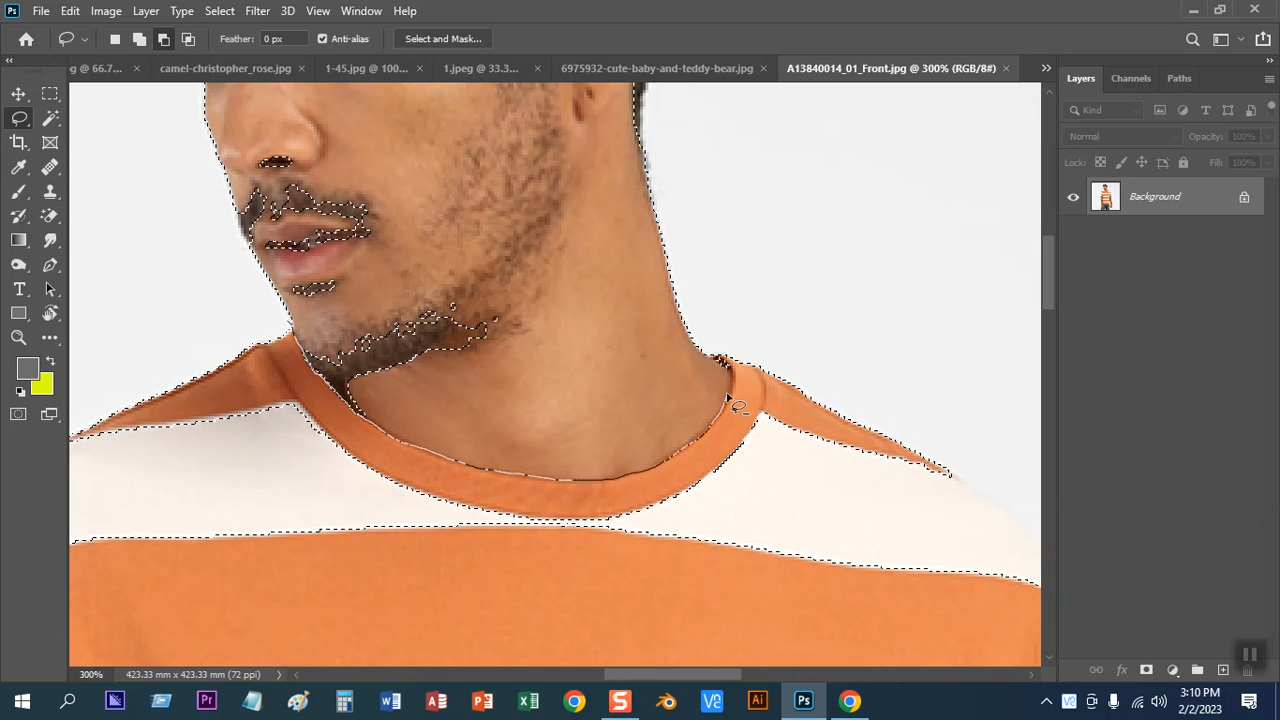 Ps File Edit Image Layer Type Select Filter 3D View Window Help
Feather: 0 px Anti-alias Select and Mask...
g @ 66.7... × camel-christopher_rose.jpg × 1-45.jpg @ 100... × 1.jpeg @ 33.3... × 6975932-cute-baby-and-teddy-bear.jpg × A13840014_01_Front.jpg @ 300% (RGB/8#) ×
Layers Channels Paths
Kind
Normal Opacity: 100%
Lock: Fill: 100%
Background
300% 423.33 mm x 423.33 mm (72 ppi)
3:10 PM
2/2/2023